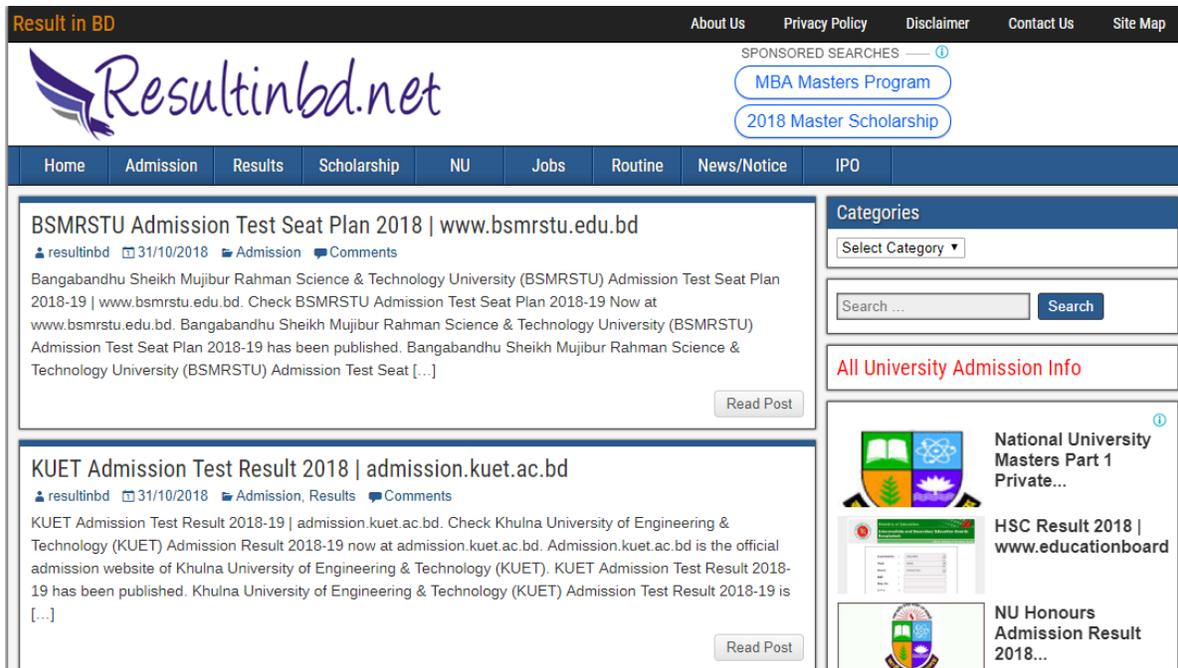 Result in BD
About Us Privacy Policy Disclaimer Contact Us Site Map
Resultinbd.net
SPONSORED SEARCHES
MBA Masters Program
2018 Master Scholarship
Home Admission Results Scholarship NU Jobs Routine News/Notice IPO
BSMRSTU Admission Test Seat Plan 2018 | www.bsmrstu.edu.bd
resultinbd 31/10/2018 Admission Comments
Bangabandhu Sheikh Mujibur Rahman Science & Technology University (BSMRSTU) Admission Test Seat Plan
2018-19 | www.bsmrstu.edu.bd. Check BSMRSTU Admission Test Seat Plan 2018-19 Now at
www.bsmrstu.edu.bd. Bangabandhu Sheikh Mujibur Rahman Science & Technology University (BSMRSTU)
Admission Test Seat Plan 2018-19 has been published. Bangabandhu Sheikh Mujibur Rahman Science &
Technology University (BSMRSTU) Admission Test Seat […]
Read Post
KUET Admission Test Result 2018 | admission.kuet.ac.bd
resultinbd 31/10/2018 Admission, Results Comments
KUET Admission Test Result 2018-19 | admission.kuet.ac.bd. Check Khulna University of Engineering &
Technology (KUET) Admission Result 2018-19 now at admission.kuet.ac.bd. Admission.kuet.ac.bd is the official
admission website of Khulna University of Engineering & Technology (KUET). KUET Admission Test Result 2018-
19 has been published. Khulna University of Engineering & Technology (KUET) Admission Test Result 2018-19 is
[…]
Read Post
Categories
Select Category
Search …
Search
All University Admission Info
National University
Masters Part 1
Private...
HSC Result 2018 |
www.educationboard
NU Honours
Admission Result
2018...